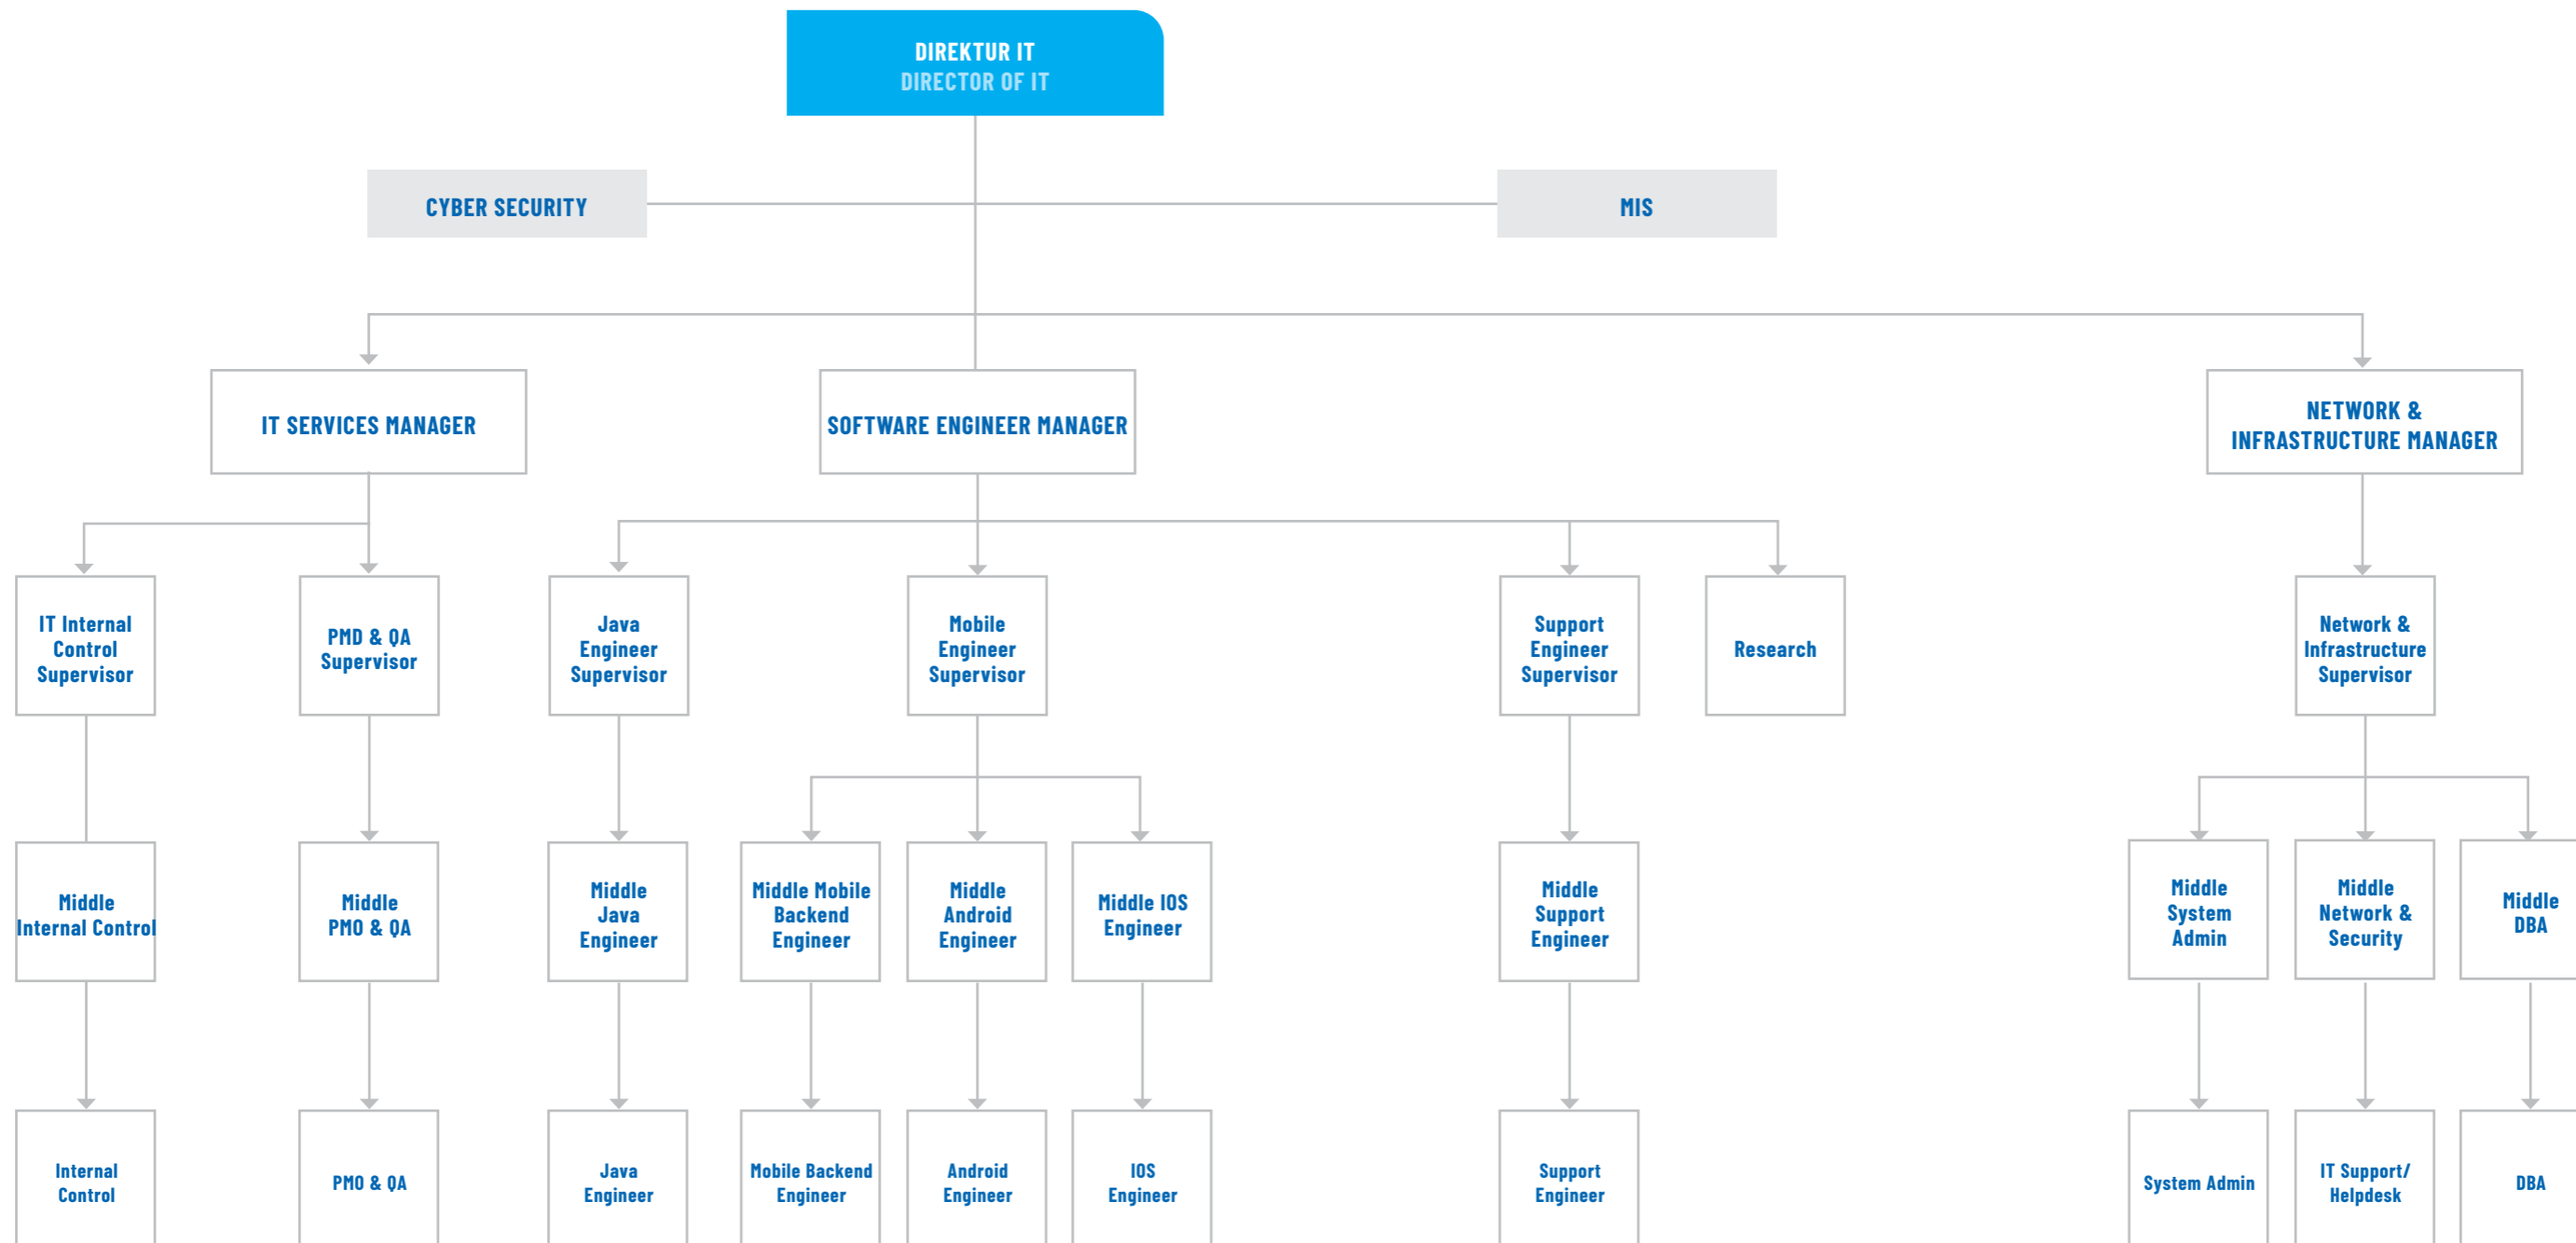 DIREKTUR IT
DIRECTOR OF IT
CYBER SECURITY
MIS
IT SERVICES MANAGER
SOFTWARE ENGINEER MANAGER
NETWORK &
INFRASTRUCTURE MANAGER
IT Internal
Control
Supervisor
PMD & QA
Supervisor
Java
Engineer
Supervisor
Mobile
Engineer
Supervisor
Support
Engineer
Supervisor
Research
Network &
Infrastructure
Supervisor
Middle
Internal Control
Middle
PMO & QA
Middle
Java
Engineer
Middle Mobile
Backend
Engineer
Middle
Android
Engineer
Middle IOS
Engineer
Middle
Support
Engineer
Middle
System
Admin
Middle
Network &
Security
Middle
DBA
Internal
Control
PMO & QA
Java
Engineer
Mobile Backend
Engineer
Android
Engineer
IOS
Engineer
Support
Engineer
System Admin
IT Support/
Helpdesk
DBA